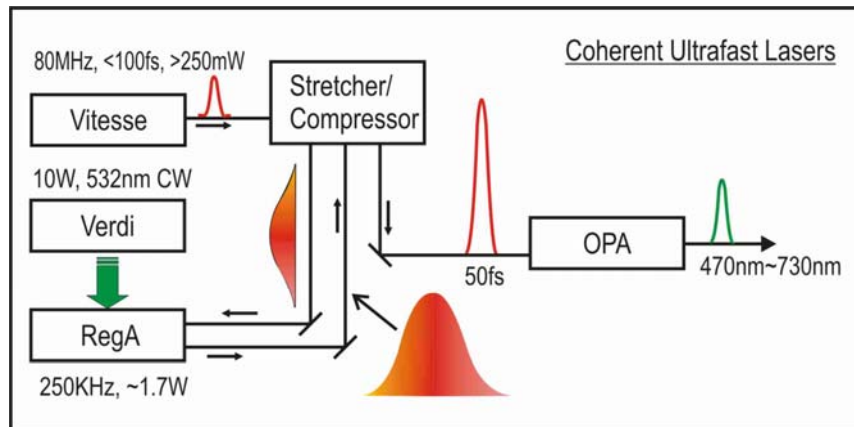 Coherent Ultrafast Lasers
80MHz, <100fs, >250mW
Vitesse
Stretcher/
Compressor
10W, 532nm CW
Verdi
RegA
250KHz, ~1.7W
50fs
OPA
470nm~730nm